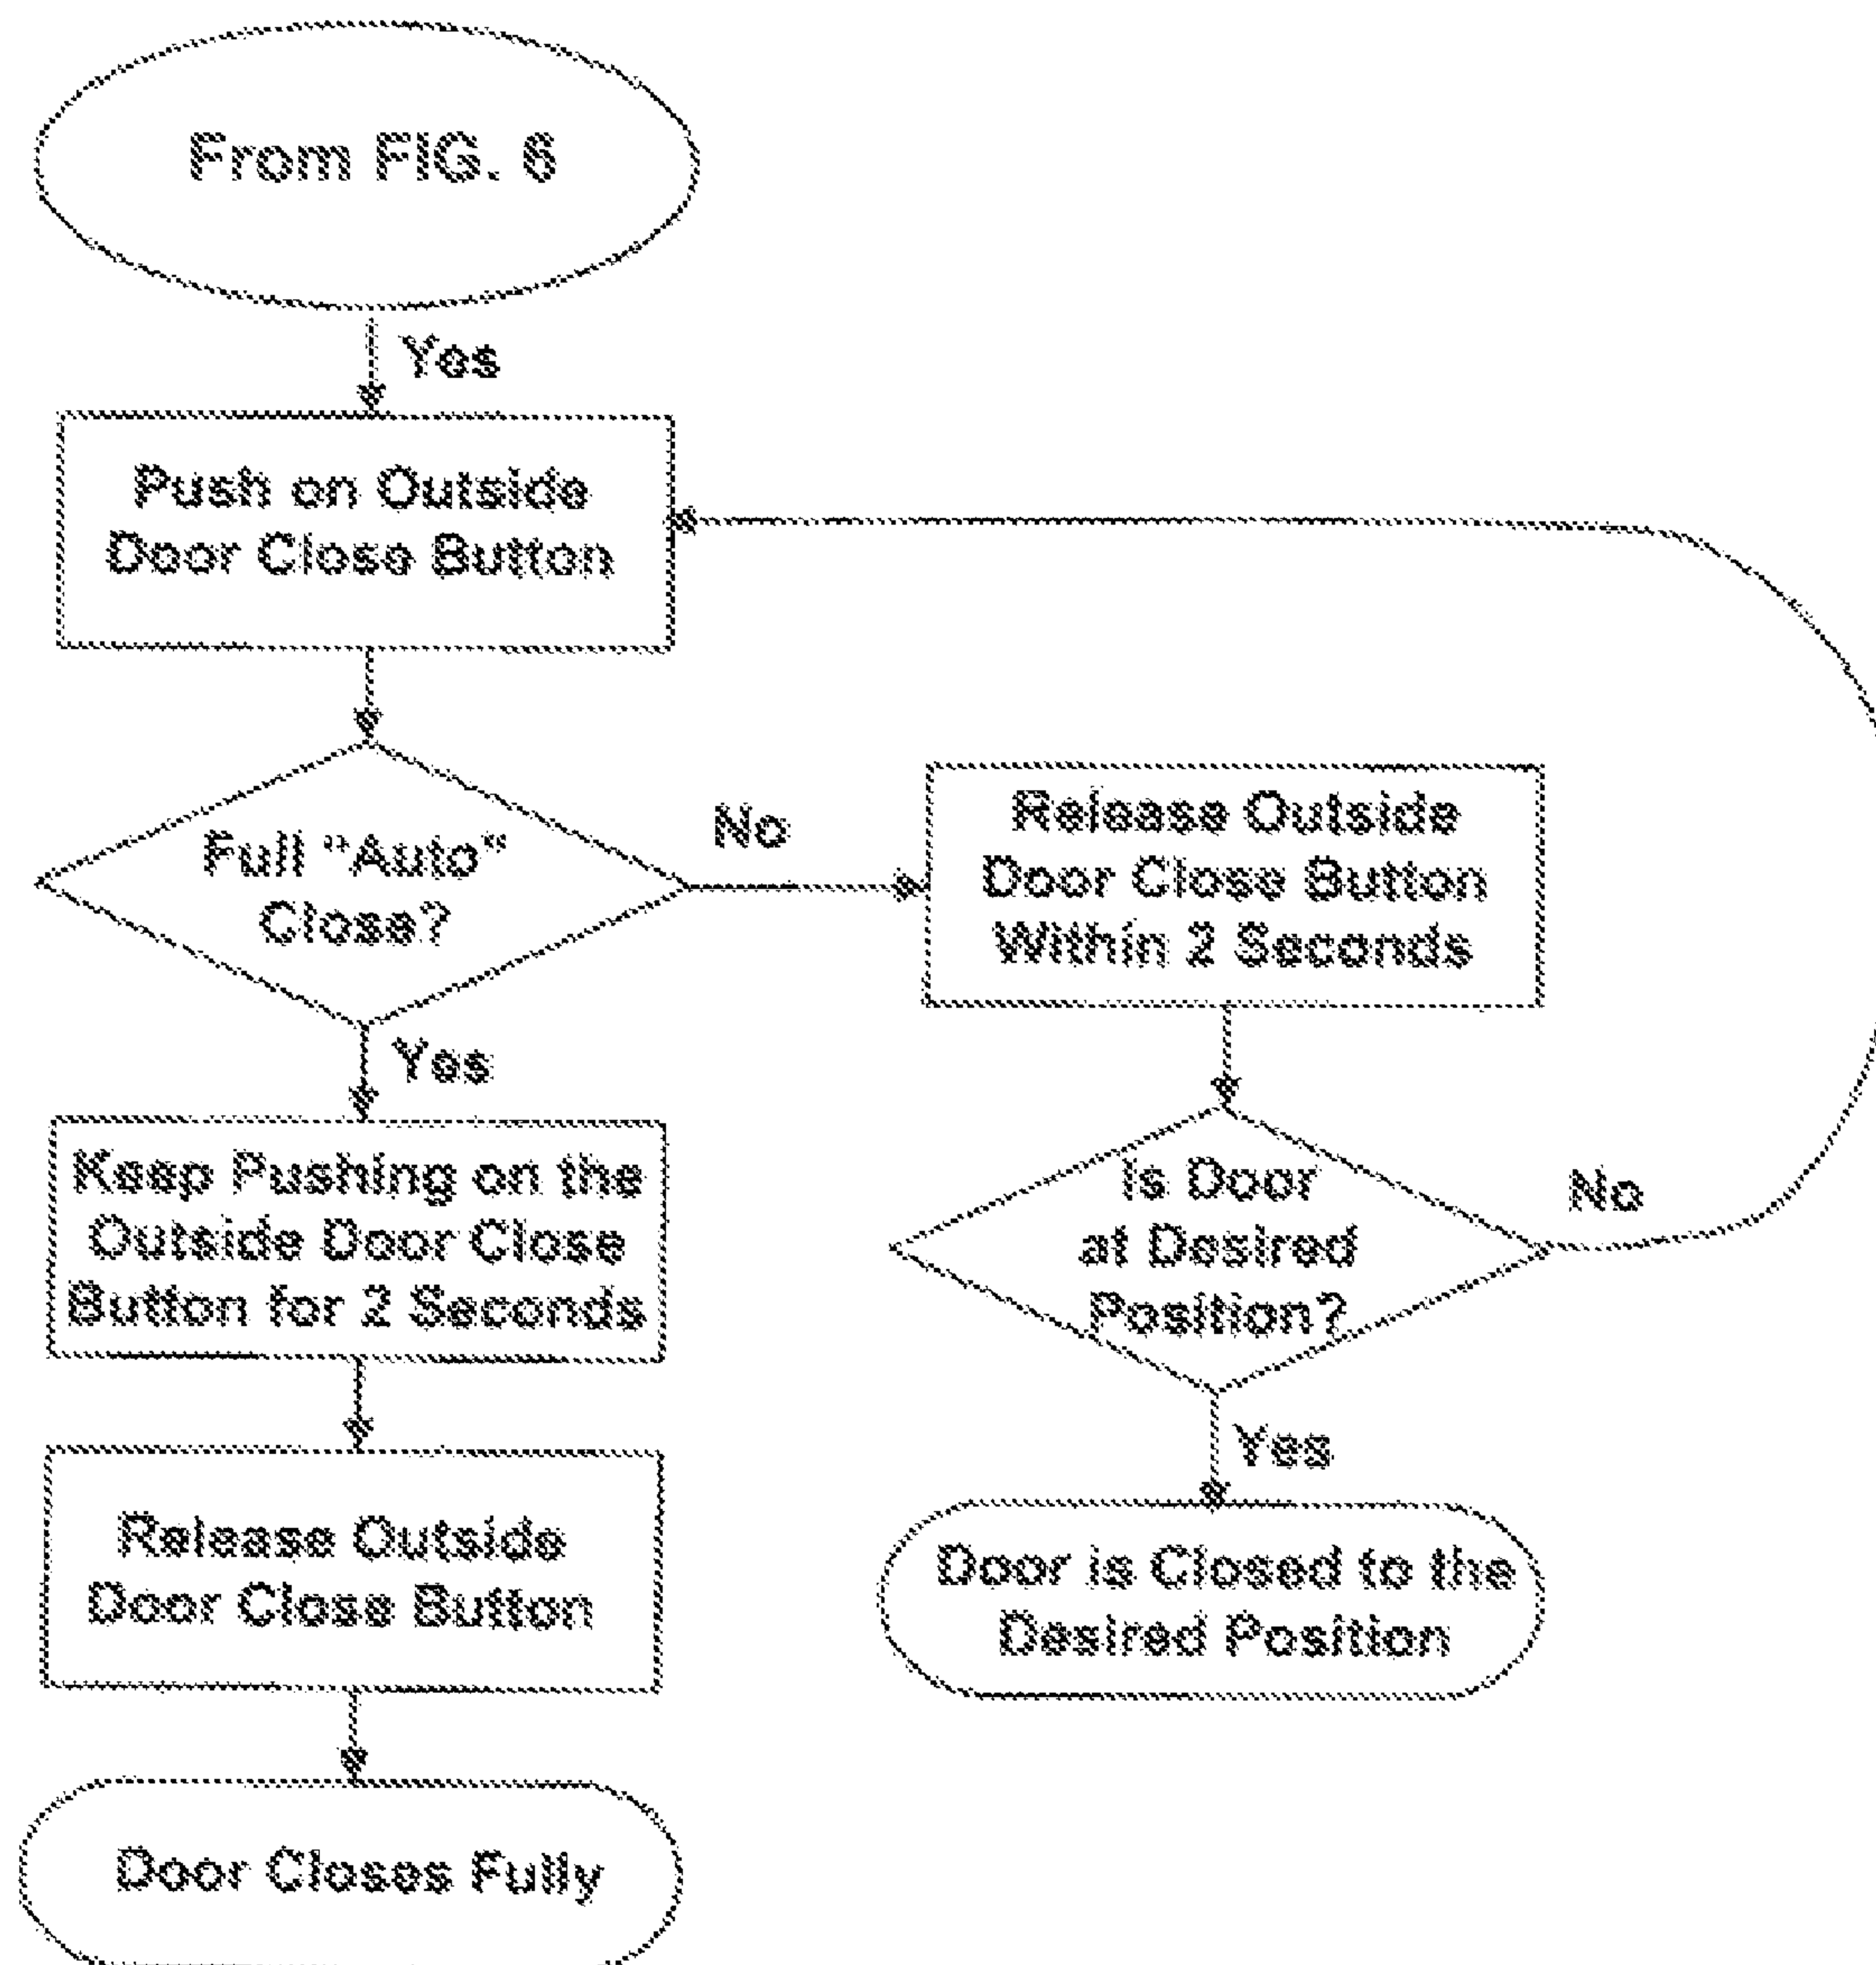 From FIG. 6
Yes
Push on Outside
Door Close Button
Full "Auto"
Close?
No
Release Outside
Door Close Button
Within 2 Seconds
Yes
Keep Pushing on the
Outside Door Close
Button for 2 Seconds
Is Door
at Desired
Position?
No
Yes
Release Outside
Door Close Button
Door is Closed to the
Desired Position
Door Closes Fully